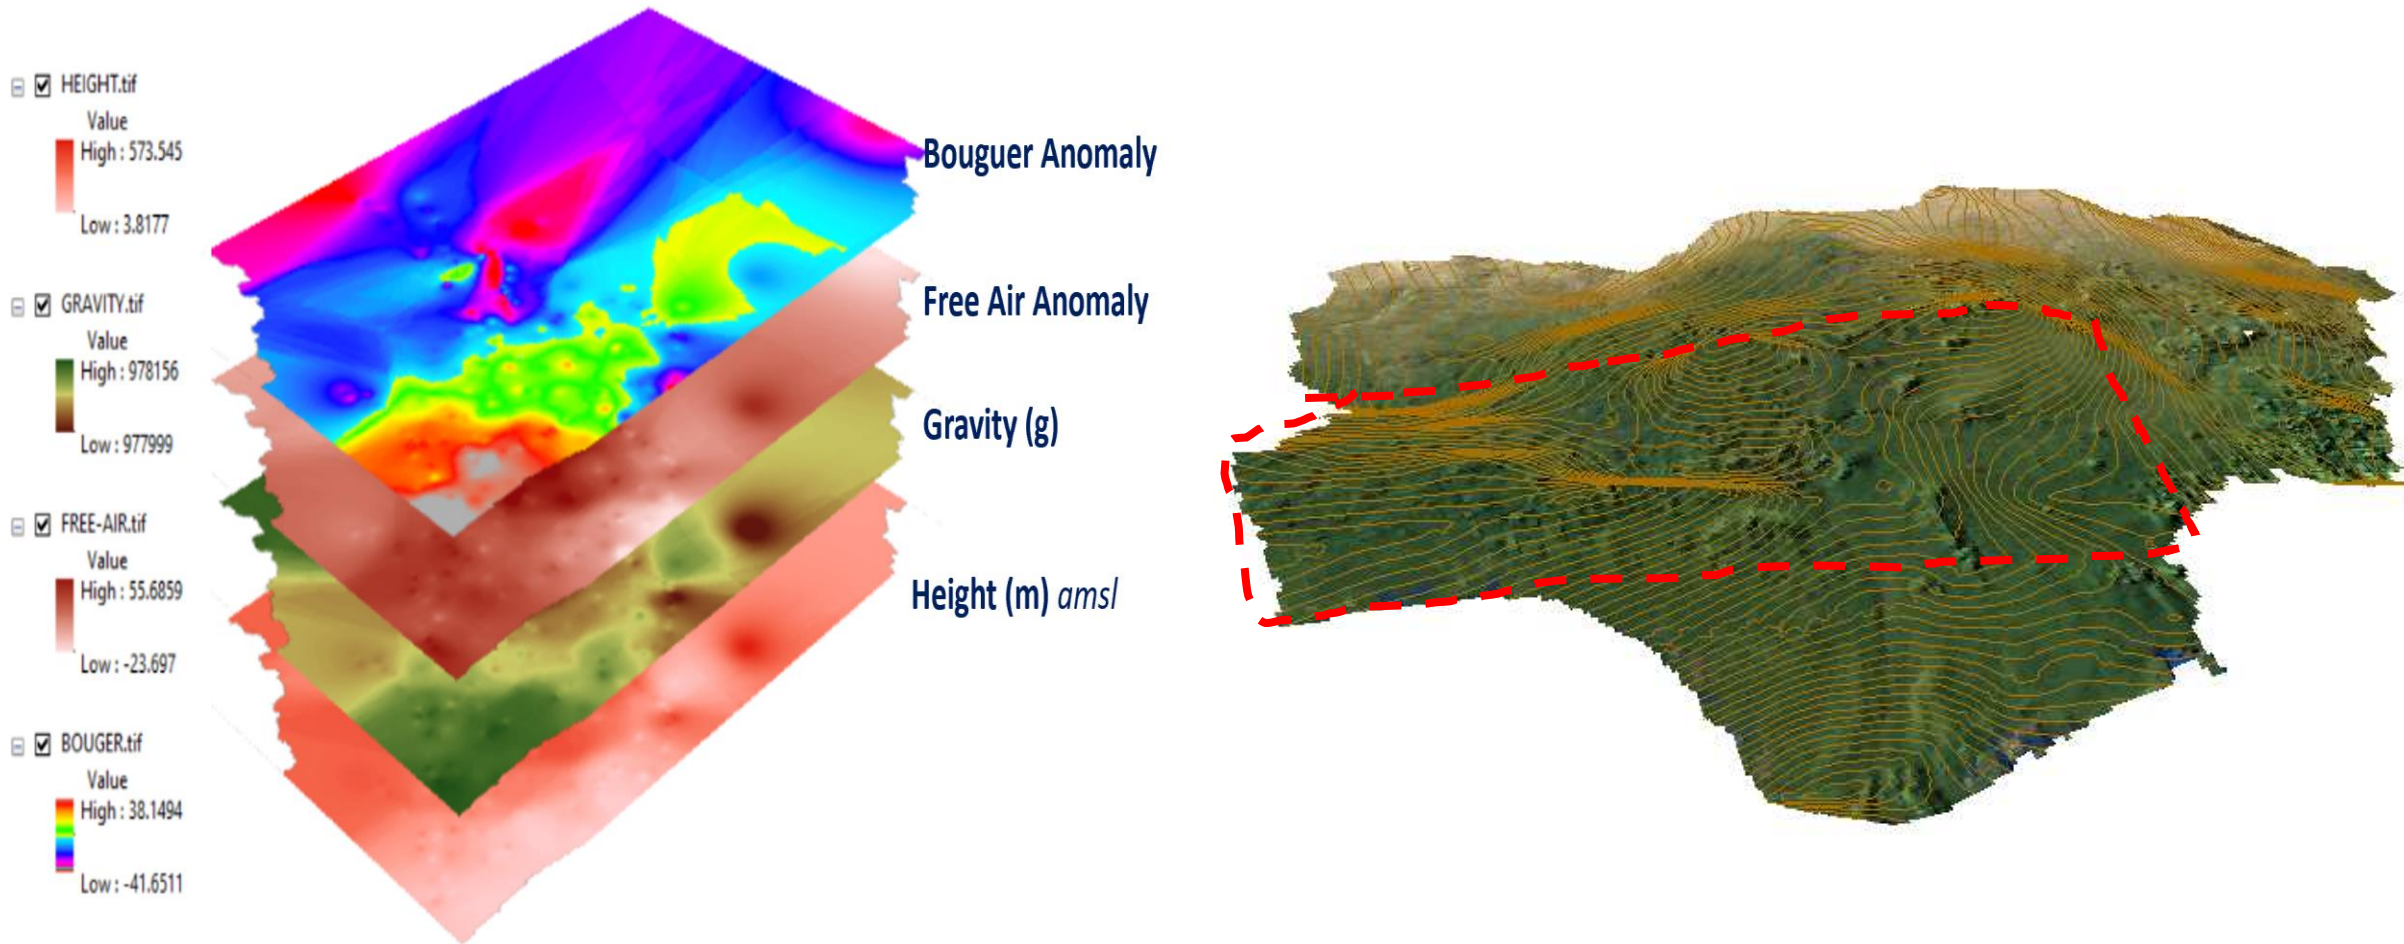 HEIGHT.tif
Value
High : 573.545
Low : 3.8177
GRAVITY.tif
Value
High : 978156
Low : 977999
FREE-AIR.tif
Value
High : 55.6859
Low : -23.697
BOUGER.tif
Value
High : 38.1494
Low : -41.6511
Bouguer Anomaly
Free Air Anomaly
Gravity (g)
Height (m) amsl